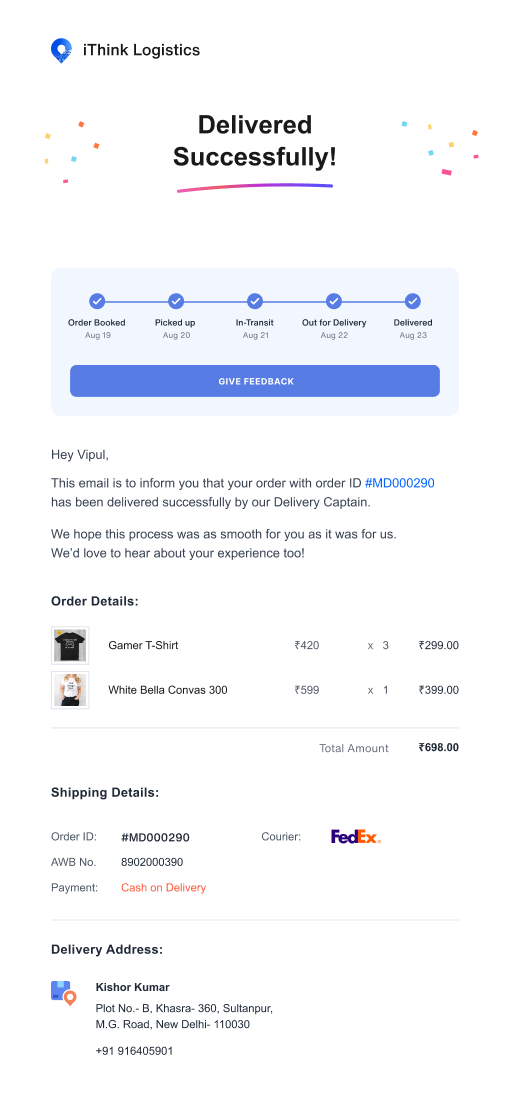 iThink Logistics
Delivered
Successfully!
Order Booked Picked up In-Transit Out for Delivery Delivered
Aug 19 Aug 20 Aug 21 Aug 22 Aug 23
GIVE FEEDBACK
Hey Vipul,
This email is to inform you that your order with order ID #MD000290
has been delivered successfully by our Delivery Captain.
We hope this process was as smooth for you as it was for us.
We'd love to hear about your experience too!
Order Details:
Gamer T-Shirt ₹420 x 3 ₹299.00
White Bella Convas 300 ₹599 x 1 ₹399.00
Total Amount ₹698.00
Shipping Details:
Order ID: #MD000290 Courier: FedEx
AWB No. 8902000390
Payment: Cash on Delivery
Delivery Address:
Kishor Kumar
Plot No.- B, Khasra- 360, Sultanpur,
M.G. Road, New Delhi- 110030
+91 916405901